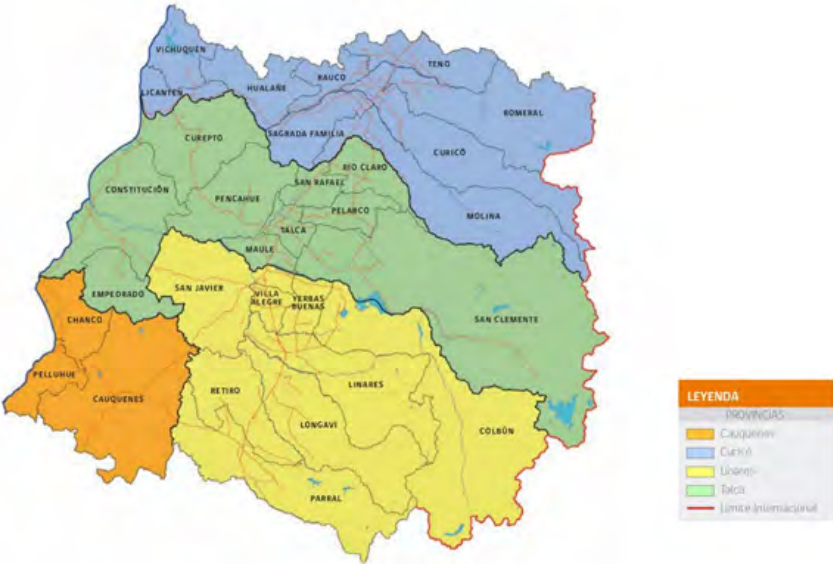 VICHUQUÉN
TENO
RAUCO
HUALAÑE
LICANTEN
ROMERAL
SAGRADA FAMILIA
CUREPTO
CURICÓ
RIO CLARO
SAN RAFAEL
CONSTITUCIÓN
PENCAHUE
PELARCO
MOLINA
TALCA
MAULE
SAN JAVIER
VILLA
ALEGRE
YERBAS
BUENAS
EMPEDRADO
CHANCO
SAN CLEMENTE
PELLUHUE
CAUQUENES
RETIRO
LINARES
LONGAVÍ
COLBÚN
PARRAL
LEYENDA
PROVINCIAS
Cauquenes
Curicó
Linares
Talca
Límite Internacional